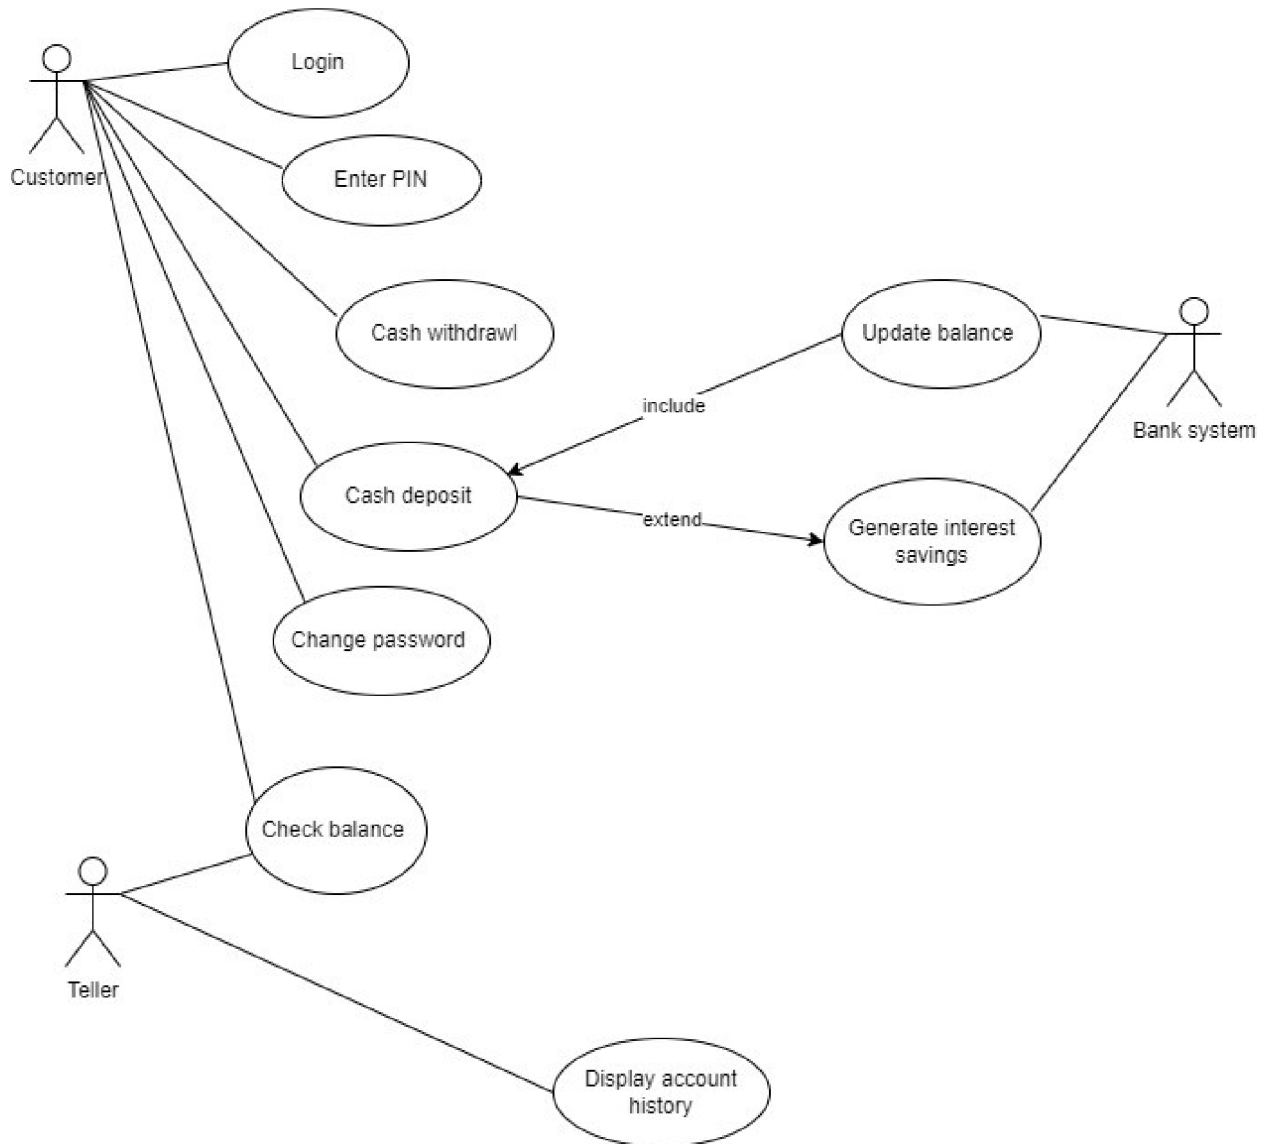 Login
Customer
Enter PIN
Cash withdrawl
Update balance
include
Bank system
Cash deposit
extend
Generate interest
savings
Change password
Check balance
Teller
Display account
history